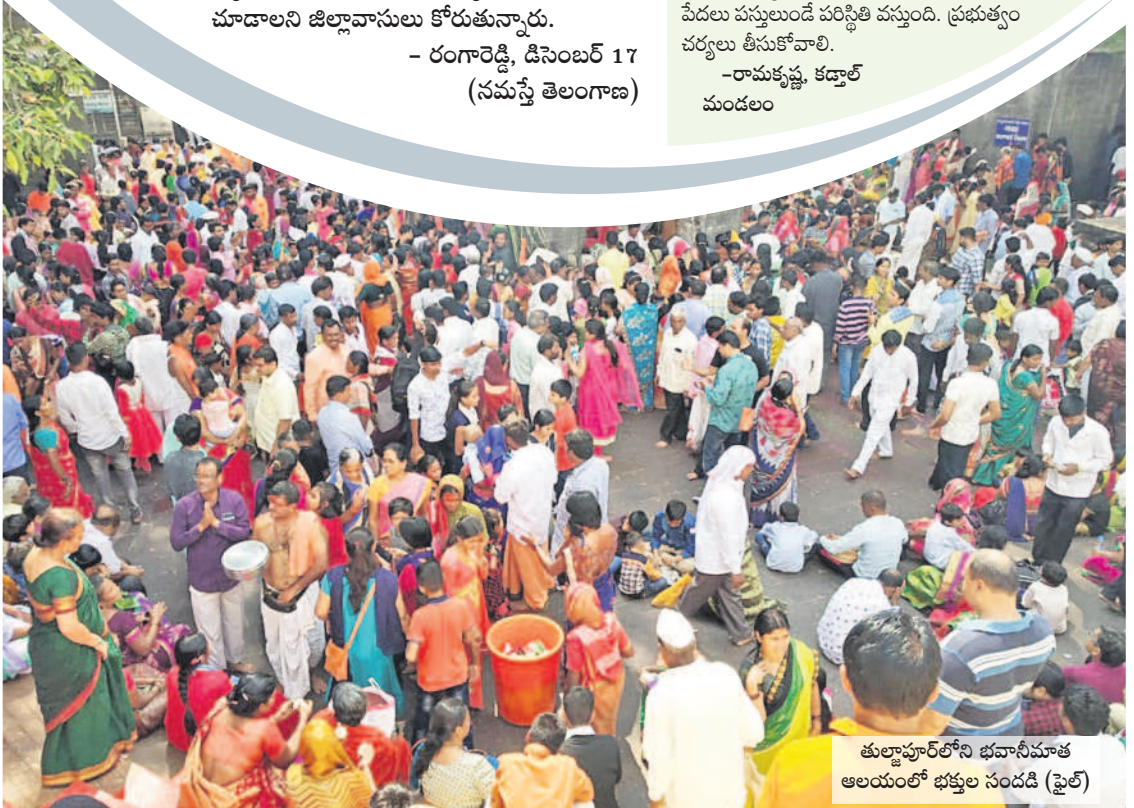 చూడాలని జిల్లావాసులు కోరుతున్నారు.
– రంగారెడ్డి, డిసెంబర్ 17
(నమస్తే తెలంగాణ)
పేదలు పస్తులుండే పరిస్థితి వస్తుంది. ప్రభుత్వం
చర్యలు తీసుకోవాలి.
–రామకృష్ణ, కడ్తాల్
మండలం
తుల్జాపూర్‌లోని భవానీమాత
ఆలయంలో భక్తుల సందడి (ఫైల్)